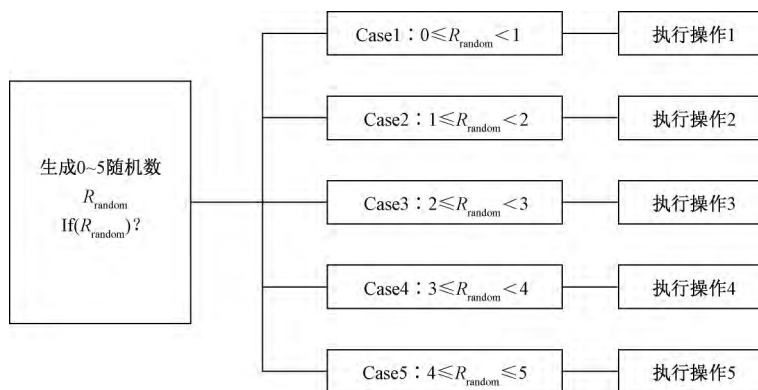 生成0~5随机数
R_random
If(R_random)?
Case1：0≤R_random＜1
执行操作1
Case2：1≤R_random＜2
执行操作2
Case3：2≤R_random＜3
执行操作3
Case4：3≤R_random＜4
执行操作4
Case5：4≤R_random≤5
执行操作5